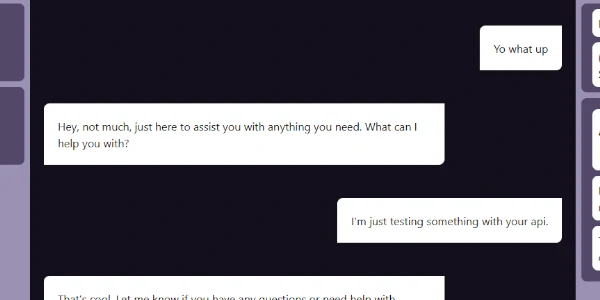 Yo what up
Hey, not much, just here to assist you with anything you need. What can I
help you with?
I'm just testing something with your api.
That's cool. Let me know if you have any questions or need help with